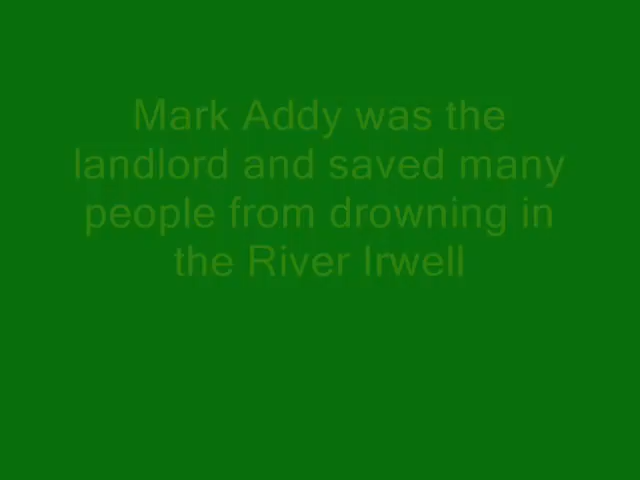 Mark Addy was the
landlord and saved many
people from drowning in
the River Irwell